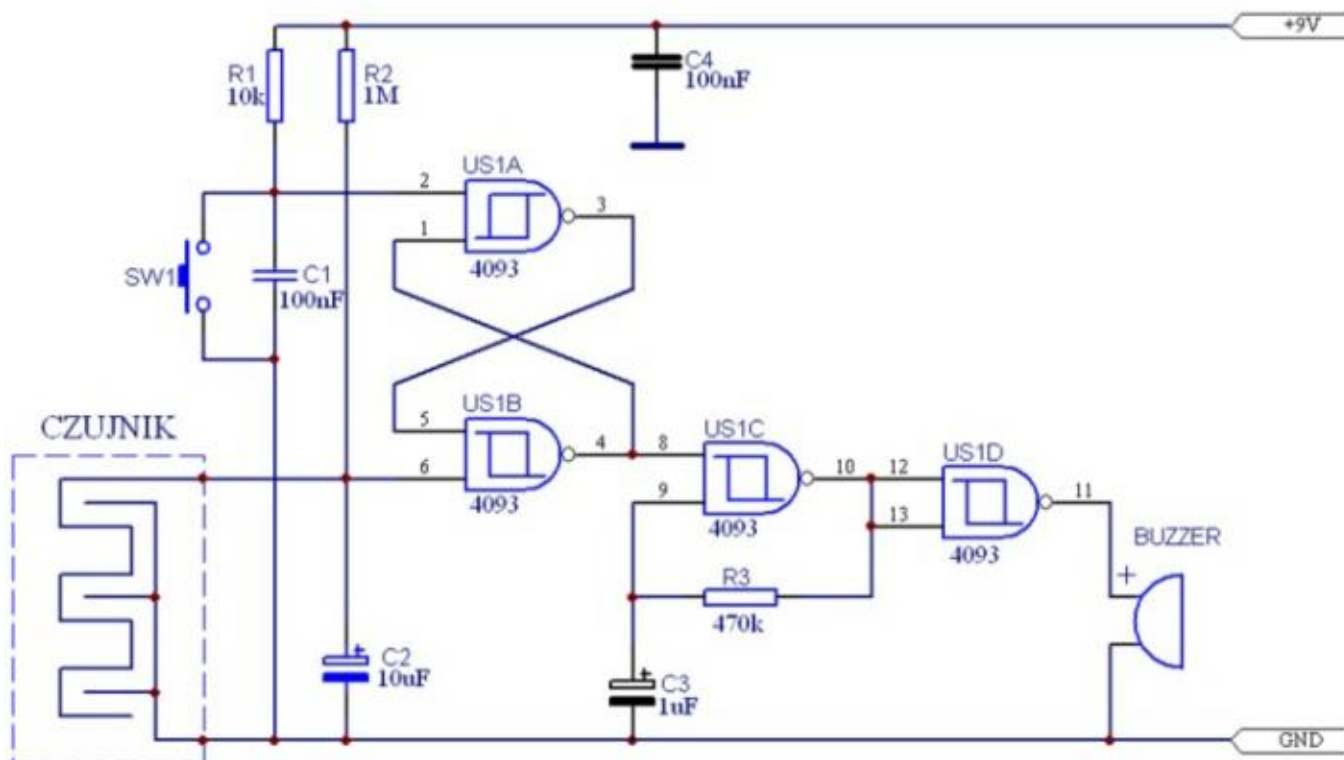 +9V
R1
10k
R2
1M
C4
100nF
US1A
2
3
1
4093
SW1
C1
100nF
CZUJNIK
US1B
5
4
6
4093
US1C
8
10
9
4093
US1D
12
11
13
4093
BUZZER
+
R3
470k
+
C2
10uF
+
C3
1uF
GND